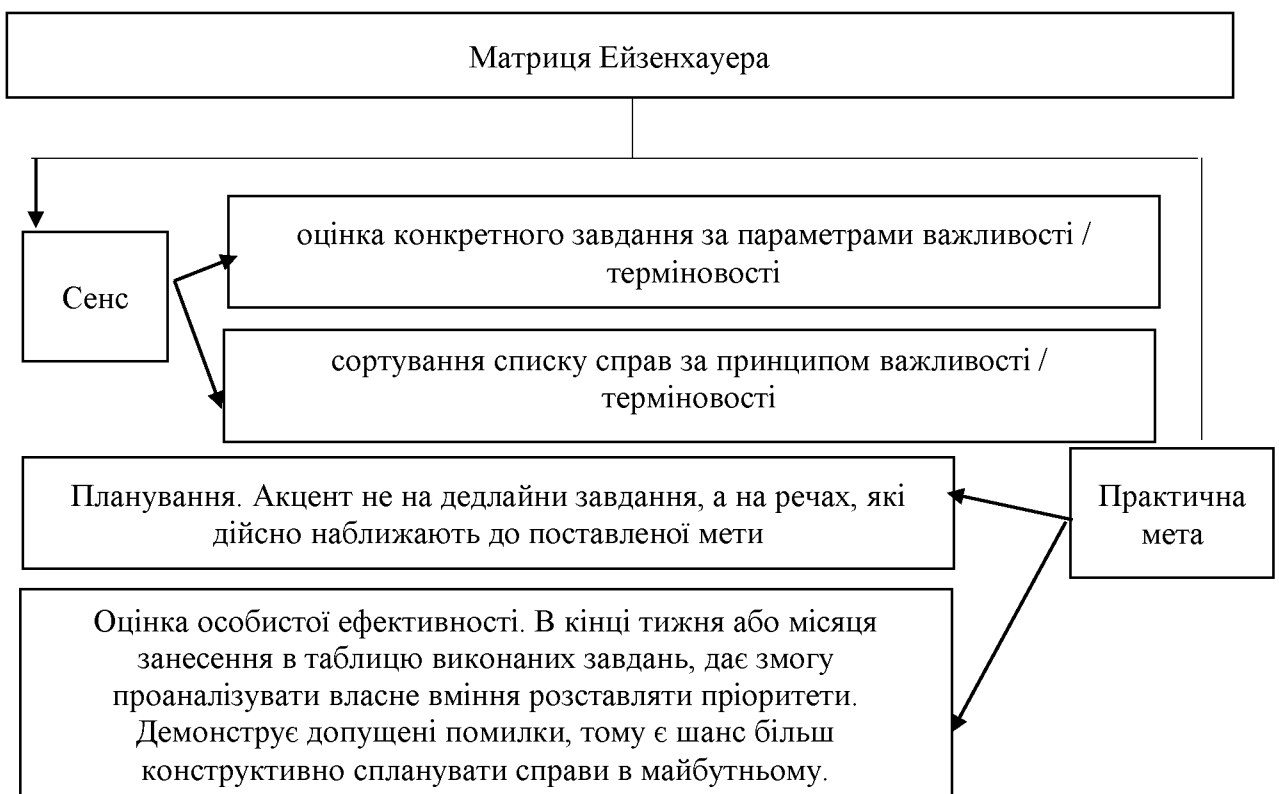 Матриця Ейзенхауера
оцінка конкретного завдання за параметрами важливості /
терміновості
Сенс
сортування списку справ за принципом важливості /
терміновості
Планування. Акцент не на дедлайни завдання, а на речах, які
дійсно наближають до поставленої мети
Практична
мета
Оцінка особистої ефективності. В кінці тижня або місяця
занесення в таблицю виконаних завдань, дає змогу
проаналізувати власне вміння розставляти пріоритети.
Демонструє допущені помилки, тому є шанс більш
конструктивно спланувати справи в майбутньому.